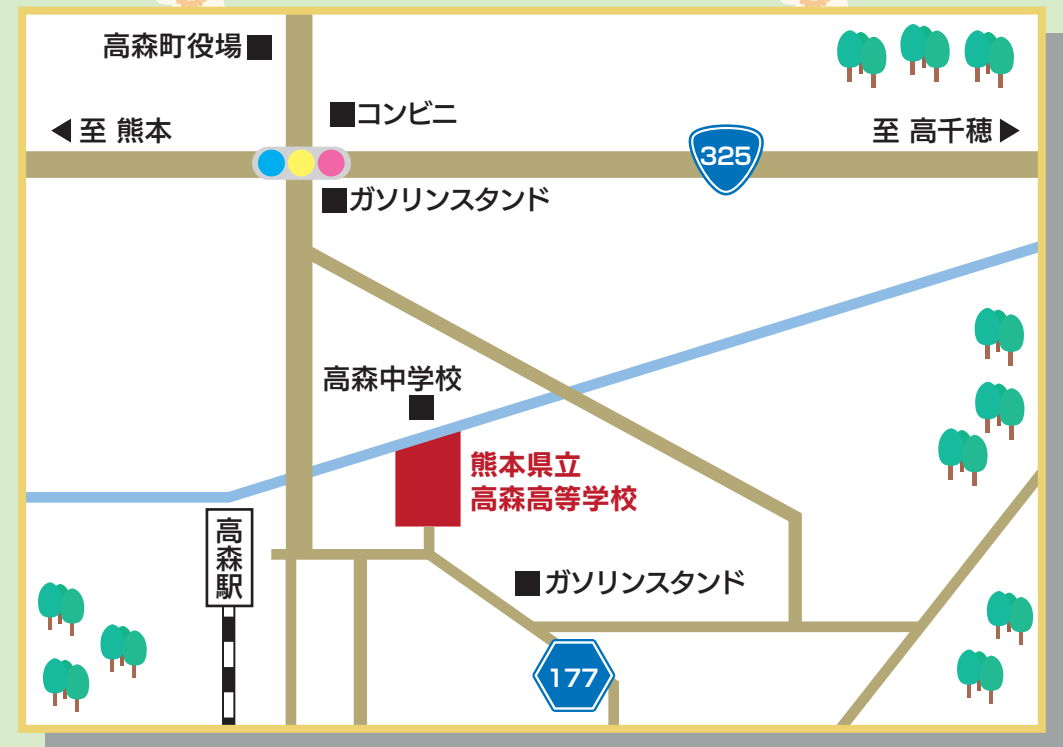 高森町役場
コンビニ
至 熊本
至 高千穂
325
ガソリンスタンド
高森中学校
熊本県立
高森高等学校
高森駅
ガソリンスタンド
177